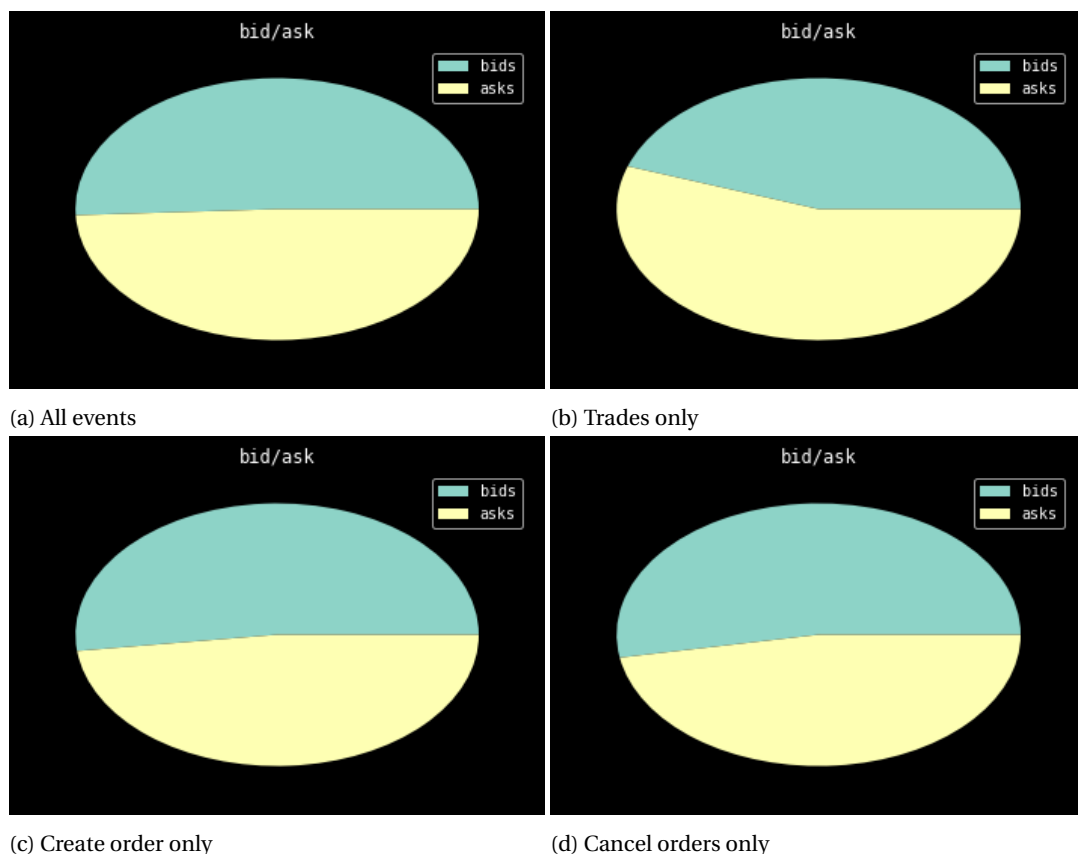 bid/ask
bids
asks
(a) All events
bid/ask
bids
asks
(b) Trades only
bid/ask
bids
asks
(c) Create order only
bid/ask
bids
asks
(d) Cancel orders only